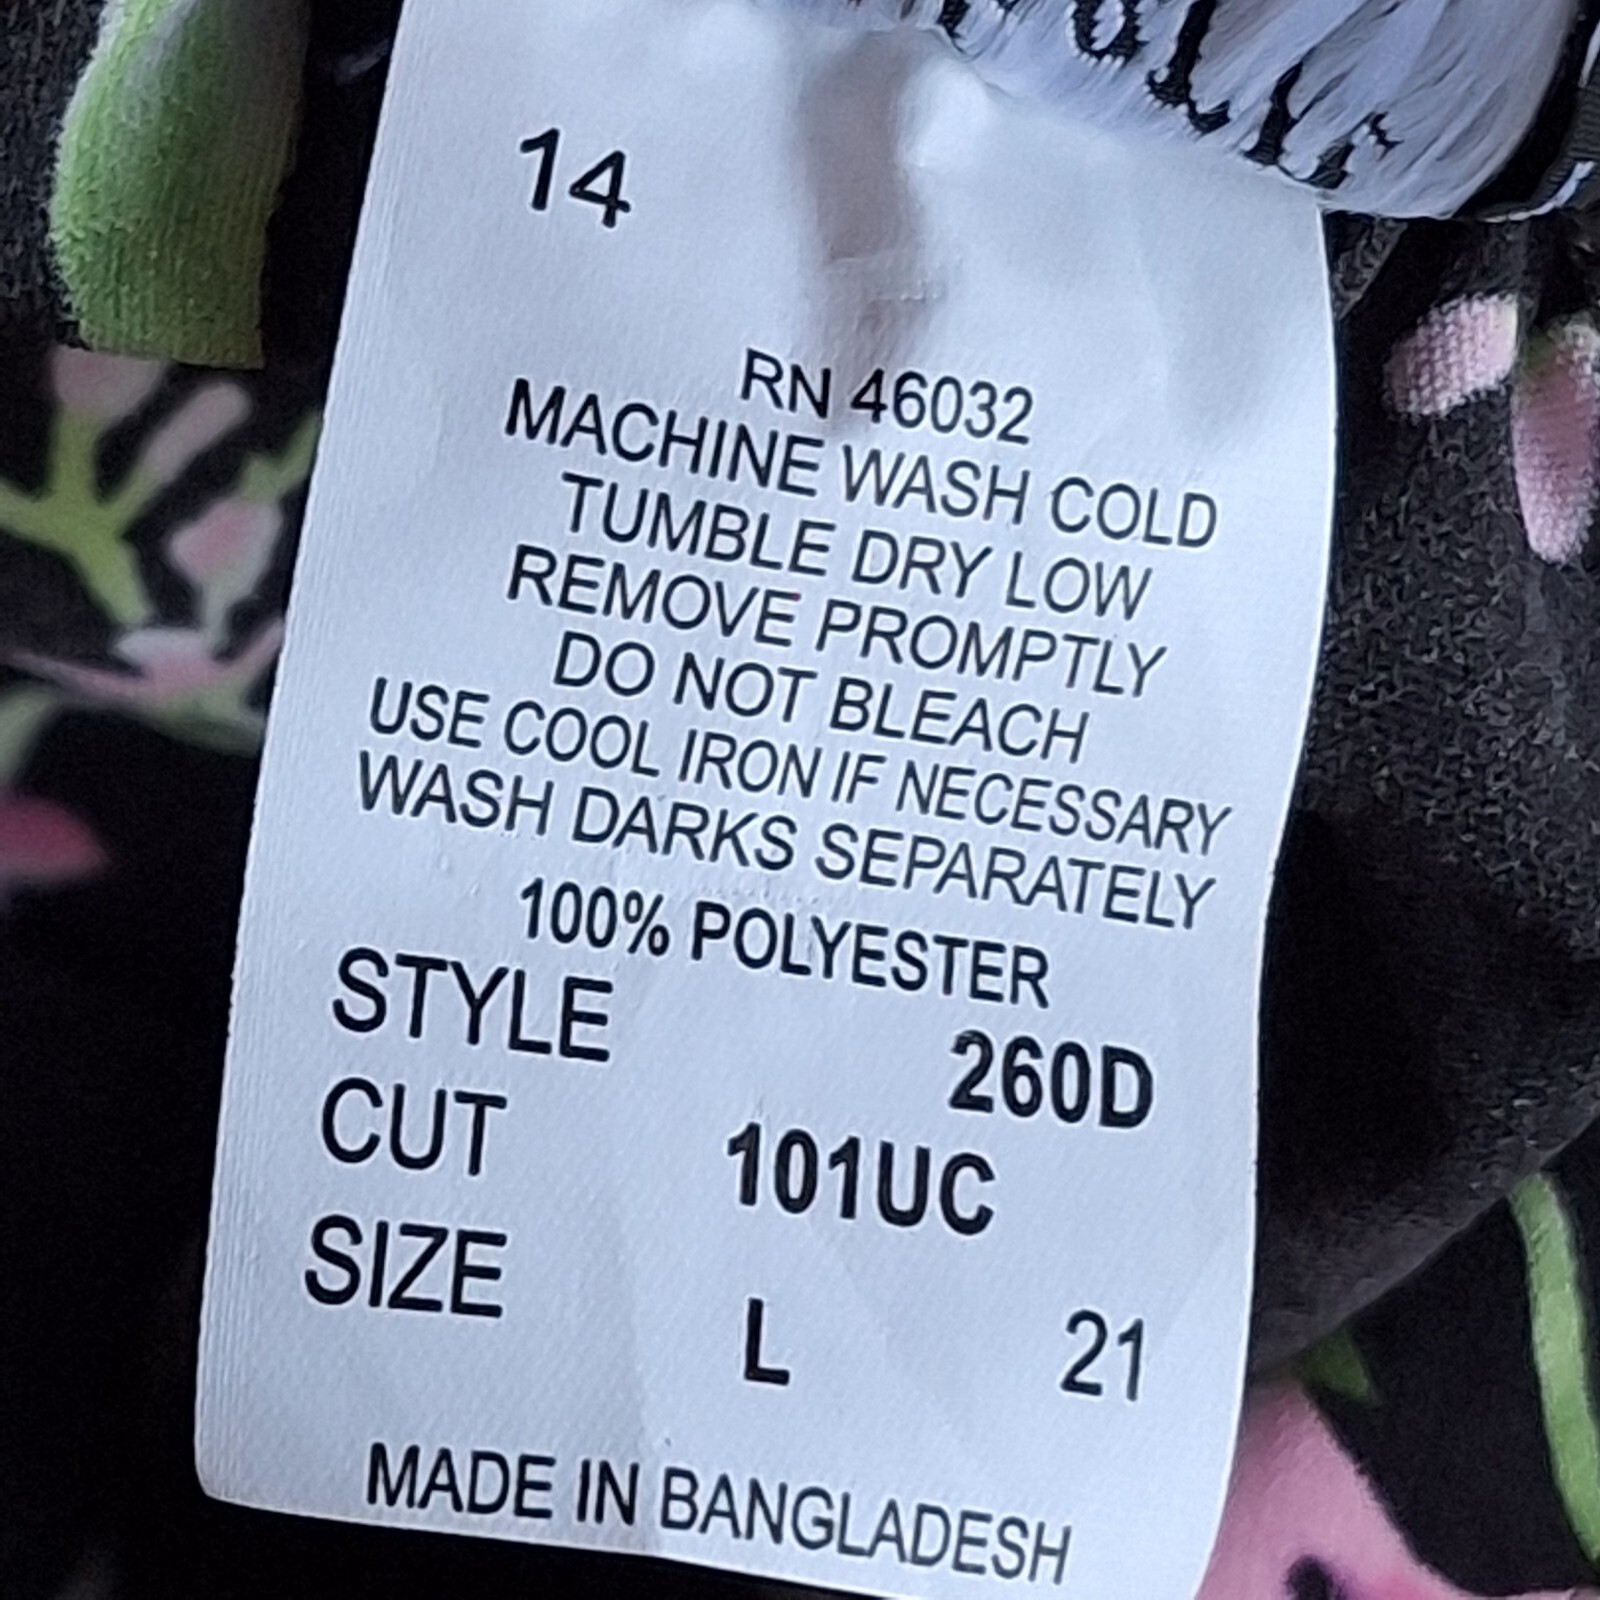 14
RN 46032
MACHINE WASH COLD
TUMBLE DRY LOW
REMOVE PROMPTLY
DO NOT BLEACH
USE COOL IRON IF NECESSARY
WASH DARKS SEPARATELY
100% POLYESTER
STYLE 260D
CUT 101UC
SIZE L 21
MADE IN BANGLADESH